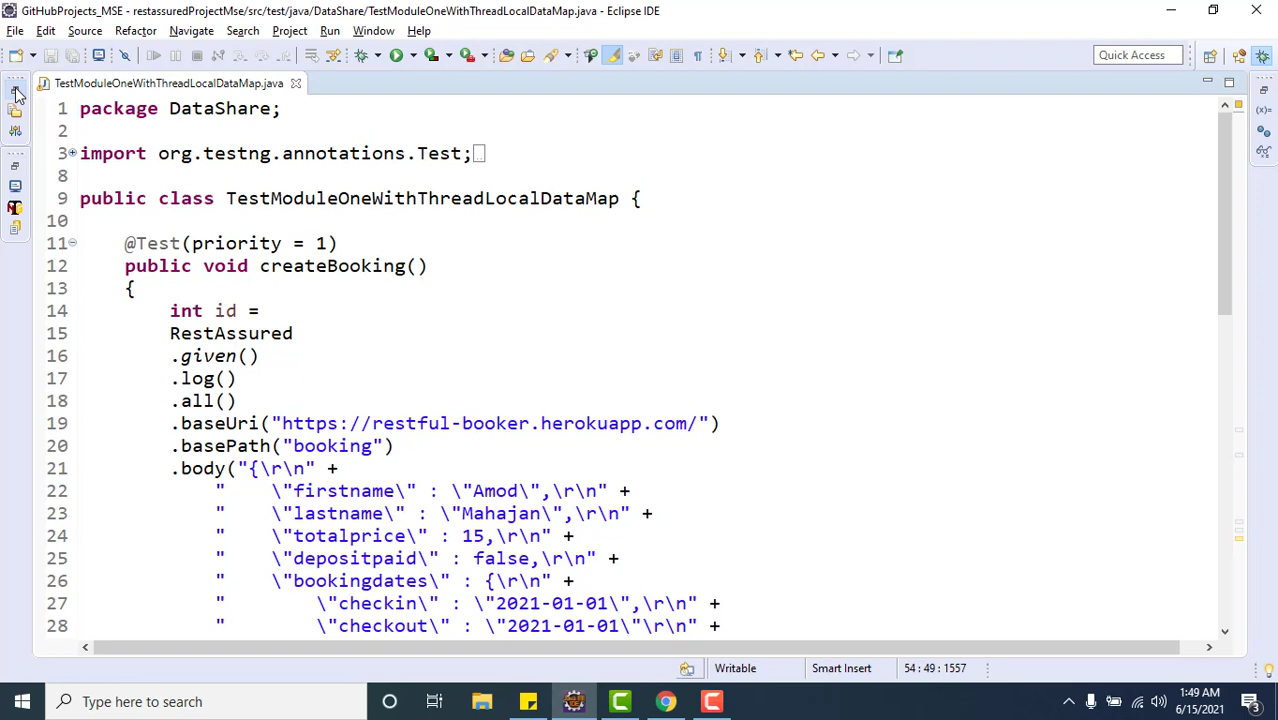 GitHubProjects_MSE - restassuredProjectMse/src/test/java/DataShare/TestModuleOneWithThreadLocalDataMap.java - Eclipse IDE
File Edit Source Refactor Navigate Search Project Run Window Help
Quick Access
TestModuleOneWithThreadLocalDataMap.java
1 package DataShare;
2
3 import org.testng.annotations.Test;
8
9 public class TestModuleOneWithThreadLocalDataMap {
10
11 @Test(priority = 1)
12 public void createBooking()
13 {
14 int id =
15 RestAssured
16 .given()
17 .log()
18 .all()
19 .baseUri("https://restful-booker.herokuapp.com/")
20 .basePath("booking")
21 .body("{\r\n" +
22 " \"firstname\" : \"Amod\",\r\n" +
23 " \"lastname\" : \"Mahajan\",\r\n" +
24 " \"totalprice\" : 15,\r\n" +
25 " \"depositpaid\" : false,\r\n" +
26 " \"bookingdates\" : {\r\n" +
27 " \"checkin\" : \"2021-01-01\",\r\n" +
28 " \"checkout\" : \"2021-01-01\"\r\n" +
Writable Smart Insert 54 : 49 : 1557
Type here to search
1:49 AM
6/15/2021
3